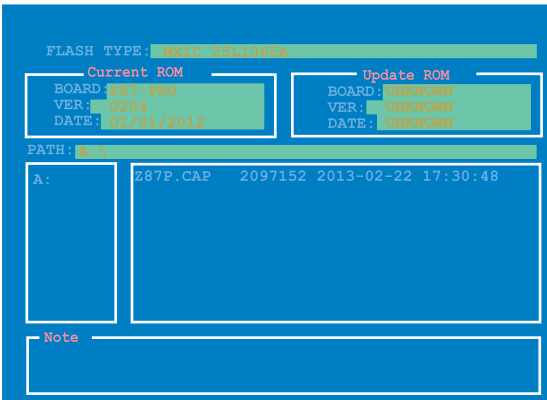 FLASH TYPE: MXIC 25L1065A
Current ROM
BOARD: Z87-PRO
VER: 0204
DATE: 01/01/2012
Update ROM
BOARD: UNKNOWN
VER: UNKNOWN
DATE: UNKNOWN
PATH: A:\
A:
Z87P.CAP 2097152 2013-02-22 17:30:48
Note